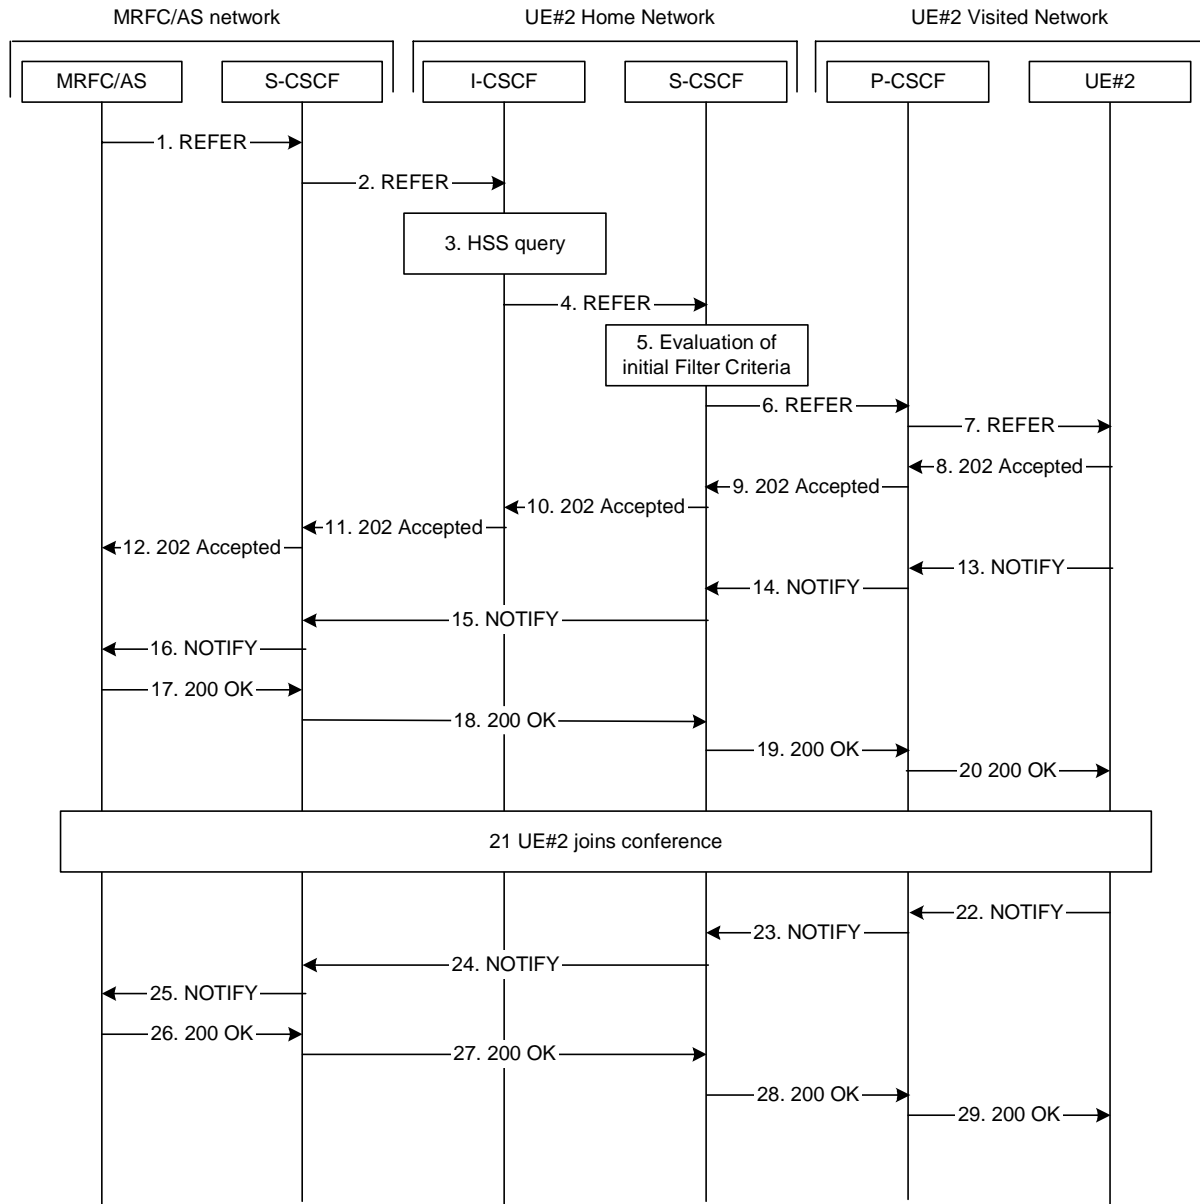 MRFC/AS network
UE#2 Home Network
UE#2 Visited Network
MRFC/AS
S-CSCF
I-CSCF
S-CSCF
P-CSCF
UE#2
1. REFER
2. REFER
3. HSS query
4. REFER
5. Evaluation of
initial Filter Criteria
6. REFER
7. REFER
8. 202 Accepted
9. 202 Accepted
10. 202 Accepted
11. 202 Accepted
12. 202 Accepted
13. NOTIFY
14. NOTIFY
15. NOTIFY
16. NOTIFY
17. 200 OK
18. 200 OK
19. 200 OK
20 200 OK
21 UE#2 joins conference
22. NOTIFY
23. NOTIFY
24. NOTIFY
25. NOTIFY
26. 200 OK
27. 200 OK
28. 200 OK
29. 200 OK